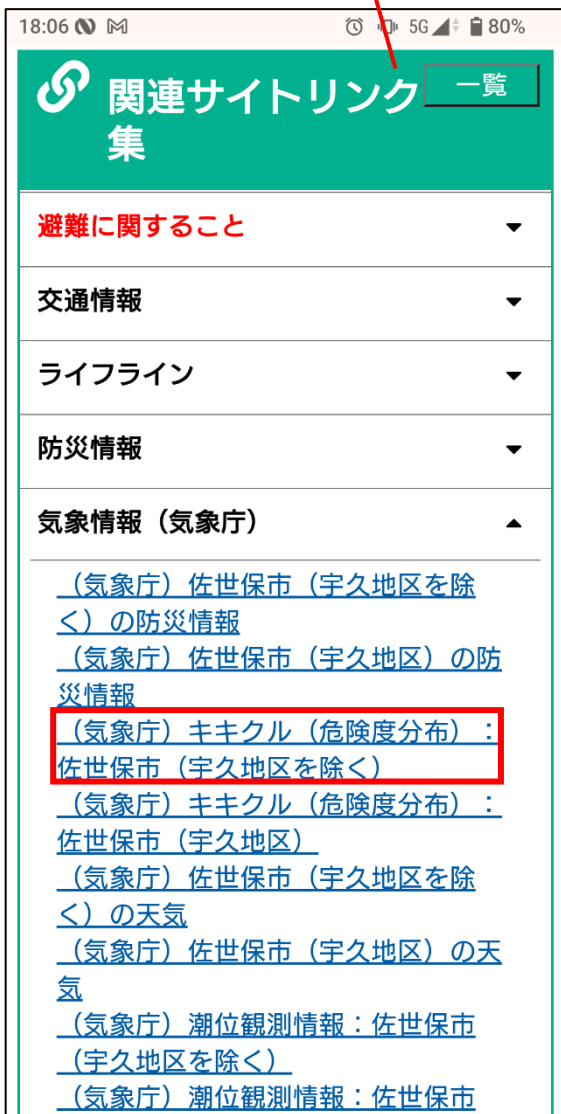 18:06 5G 80%
関連サイトリンク集 一覧
避難に関すること
交通情報
ライフライン
防災情報
気象情報（気象庁）
（気象庁）佐世保市（宇久地区を除
く）の防災情報
（気象庁）佐世保市（宇久地区）の防
災情報
（気象庁）キキクル（危険度分布）：
佐世保市（宇久地区を除く）
（気象庁）キキクル（危険度分布）：
佐世保市（宇久地区）
（気象庁）佐世保市（宇久地区を除
く）の天気
（気象庁）佐世保市（宇久地区）の天
気
（気象庁）潮位観測情報：佐世保市
（宇久地区を除く）
（気象庁）潮位観測情報：佐世保市